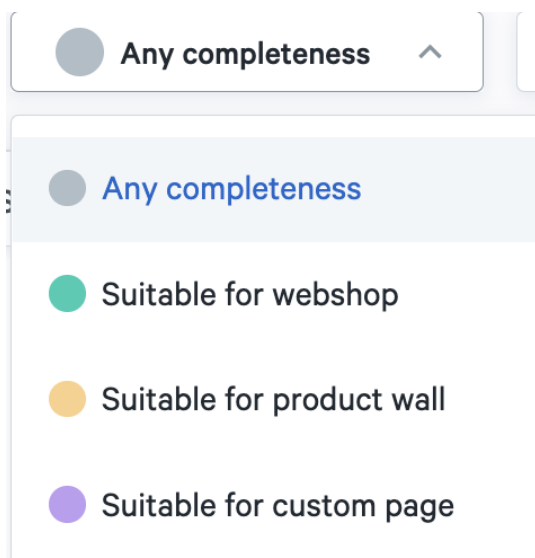 Any completeness
Any completeness
Suitable for webshop
Suitable for product wall
Suitable for custom page